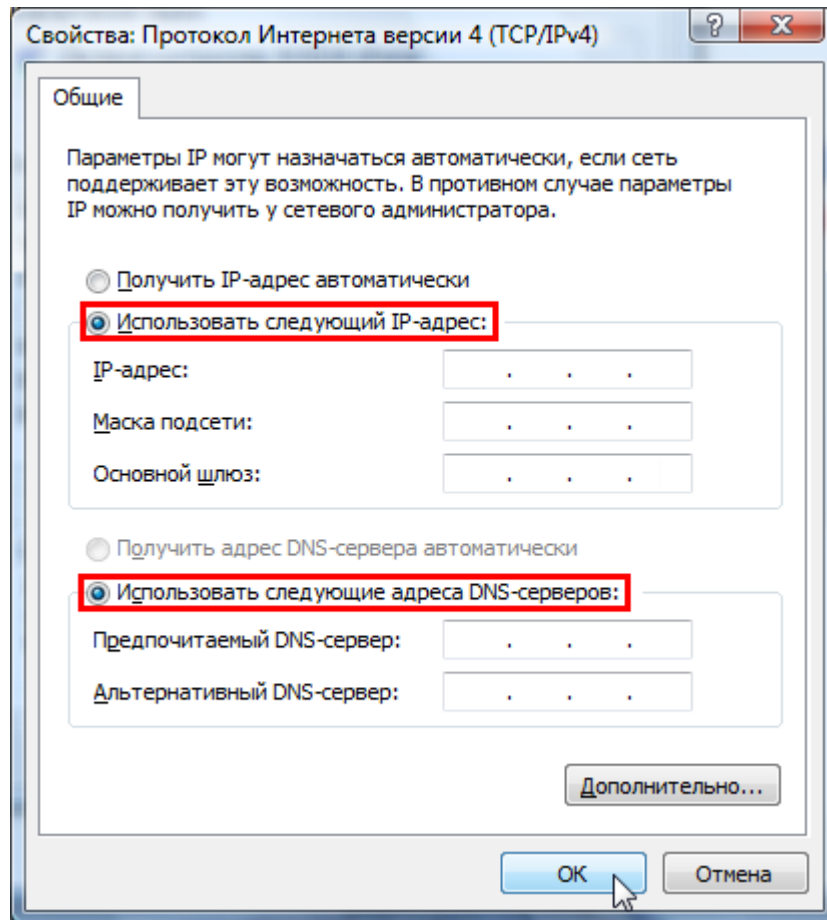 Свойства: Протокол Интернета версии 4 (TCP/IPv4)
?
Общие
Параметры IP могут назначаться автоматически, если сеть
поддерживает эту возможность. В противном случае параметры
IP можно получить у сетевого администратора.
Получить IP-адрес автоматически
Использовать следующий IP-адрес:
IP-адрес: . . .
Маска подсети: . . .
Основной шлюз: . . .
Получить адрес DNS-сервера автоматически
Использовать следующие адреса DNS-серверов:
Предпочитаемый DNS-сервер: . . .
Альтернативный DNS-сервер: . . .
Дополнительно...
ОК Отмена